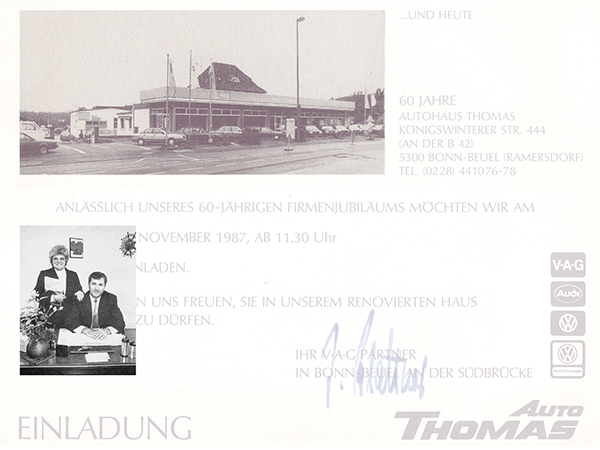 ...UND HEUTE
60 JAHRE
AUTOHAUS THOMAS
KÖNIGSWINTERER STR. 444
(AN DER B 42)
5300 BONN-BEUEL (RAMERSDORF)
TEL. (0228) 441076-78
ANLÄSSLICH UNSERES 60-JÄHRIGEN FIRMENJUBILÄUMS MÖCHTEN WIR AM
NOVEMBER 1987, AB 11.30 Uhr
NLADEN.
N UNS FREUEN, SIE IN UNSEREM RENOVIERTEN HAUS
ZU DÜRFEN.
V·A·G
Audi
IHR V·A·G PARTNER
IN BONN-BEUEL AN DER SÜDBRÜCKE
EINLADUNG
AUTO
THOMAS